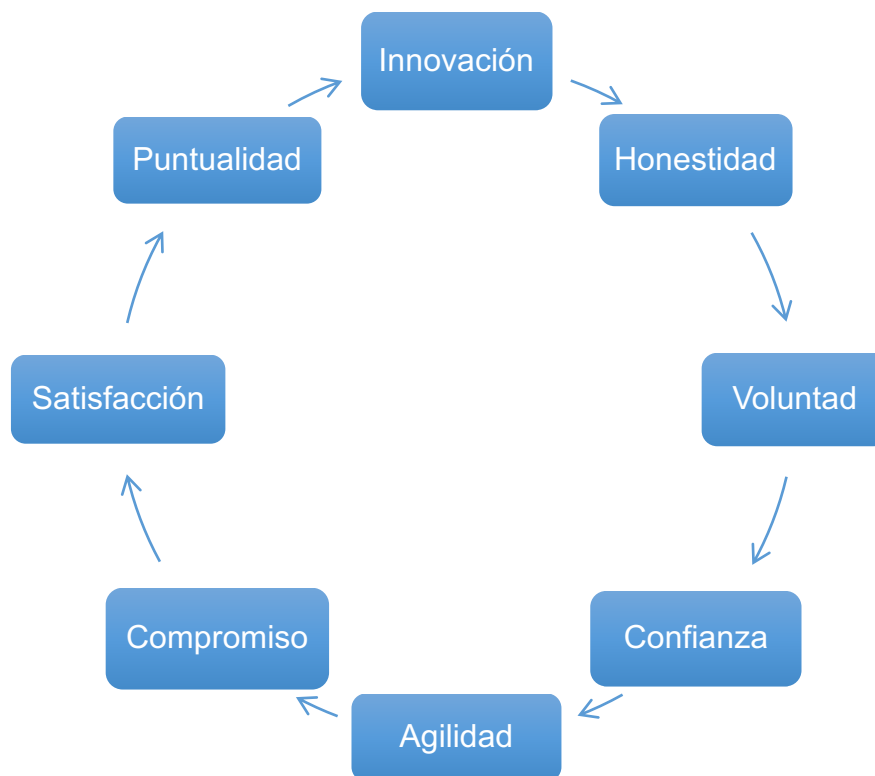 Innovación
Honestidad
Voluntad
Confianza
Agilidad
Compromiso
Satisfacción
Puntualidad